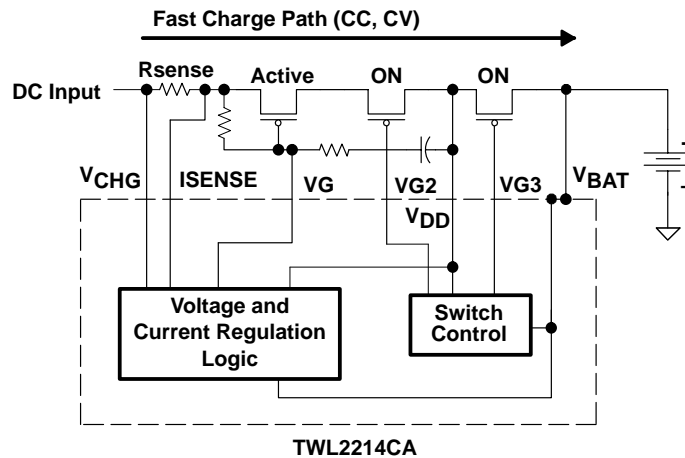 Fast Charge Path (CC, CV)
Rsense
Active
ON
ON
DC Input
VCHG
ISENSE
VG
VG2
VDD
VG3
VBAT
Voltage and
Current Regulation
Logic
Switch
Control
TWL2214CA